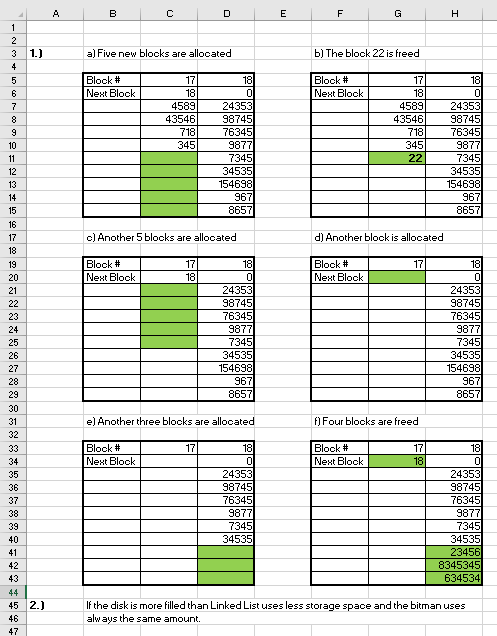 A B C D E F G H
1
2
3 1.) a) Five new blocks are allocated b) The block 22 is freed
4
5 Block # 17 18 Block # 17 18
6 Next Block 18 0 Next Block 18 0
7 4589 24353 4589 24353
8 43546 98745 43546 98745
9 718 76345 718 76345
10 345 9877 345 9877
11 7345 22 7345
12 34535 34535
13 154698 154698
14 967 967
15 8657 8657
16
17 c) Another 5 blocks are allocated d) Another block is allocated
18
19 Block # 17 18 Block # 17 18
20 Next Block 18 0 Next Block 0
21 24353 24353
22 98745 98745
23 76345 76345
24 9877 9877
25 7345 7345
26 34535 34535
27 154698 154698
28 967 967
29 8657 8657
30
31 e) Another three blocks are allocated f) Four blocks are freed
32
33 Block # 17 18 Block # 17 18
34 Next Block 0 Next Block 18 0
35 24353 24353
36 98745 98745
37 76345 76345
38 9877 9877
39 7345 7345
40 34535 34535
41 23456
42 8345345
43 634534
44
45 2.) If the disk is more filled than Linked List uses less storage space and the bitman uses
46 always the same amount.
47